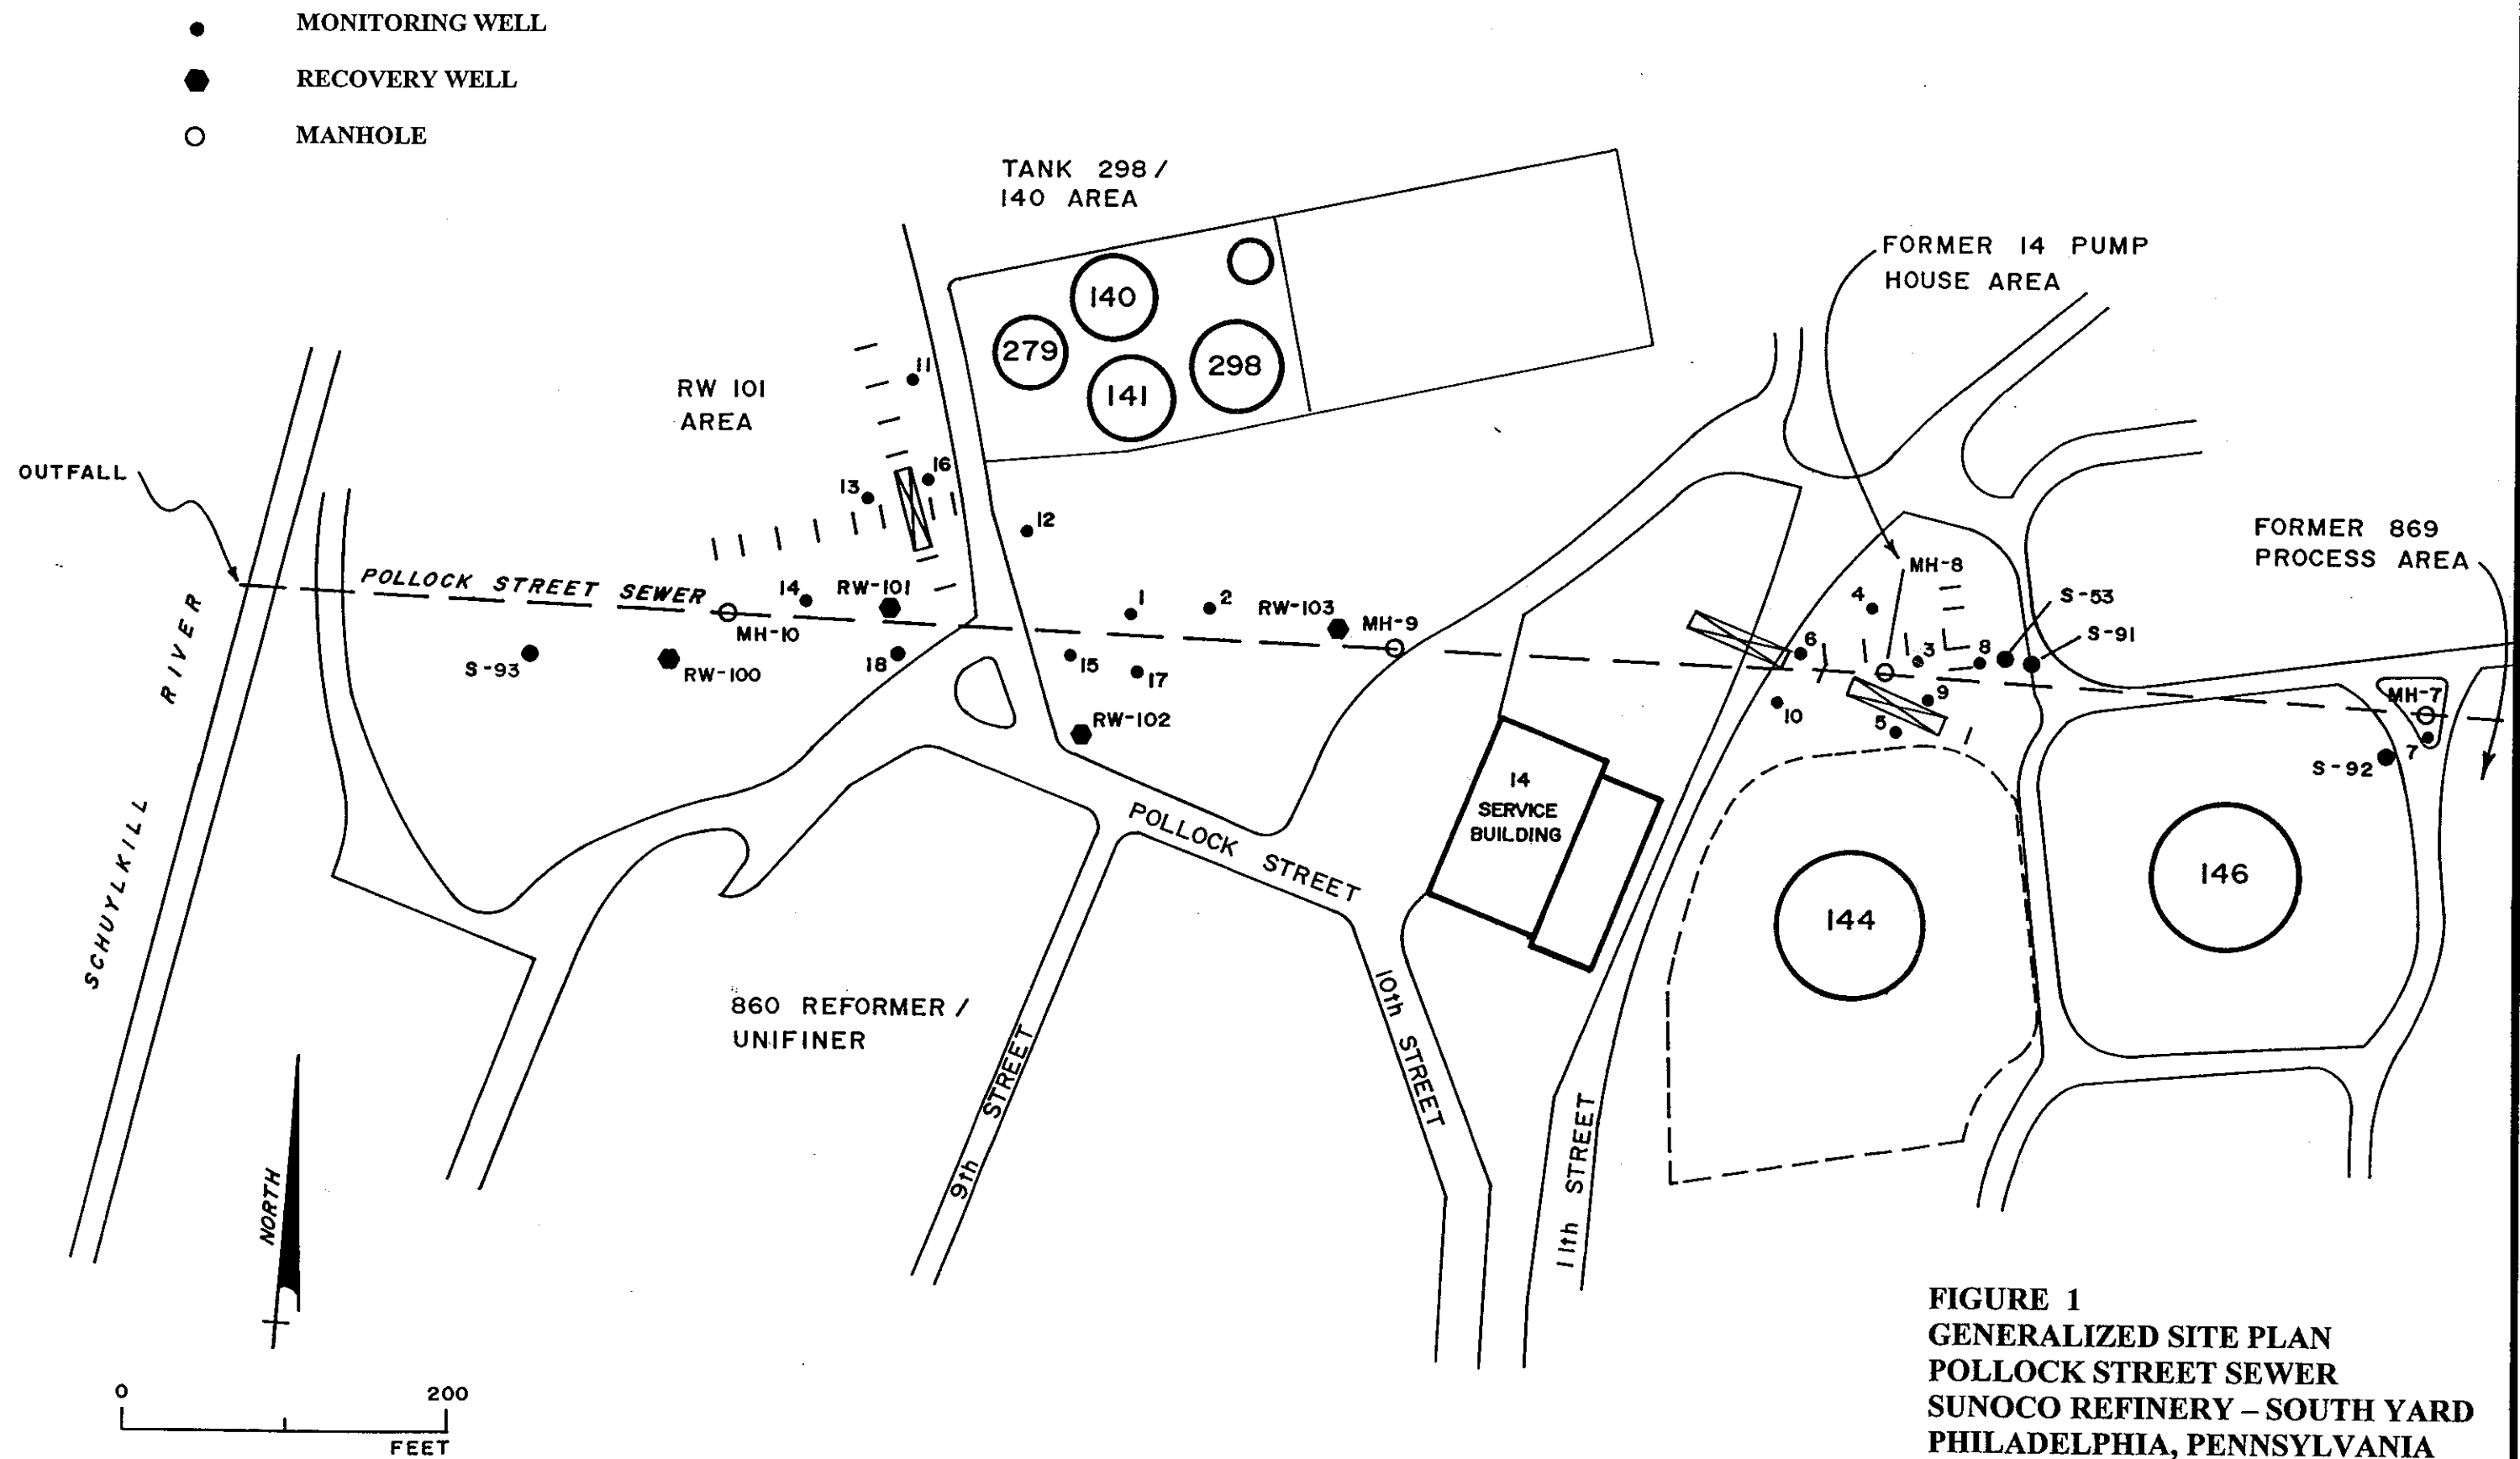 MONITORING WELL
RECOVERY WELL
MANHOLE
TANK 298 /
140 AREA
FORMER 14 PUMP
HOUSE AREA
140
279
141
298
RW 101
AREA
11
16
13
12
OUTFALL
FORMER 869
PROCESS AREA
MH-8
S-53
S-91
POLLOCK STREET SEWER
14
RW-101
1
2
RW-103
MH-9
4
6
3
8
MH-10
S-93
RW-100
18
15
17
RW-102
10
9
5
MH-7
7
S-92
SCHUYLKILL RIVER
POLLOCK STREET
14
SERVICE
BUILDING
144
146
860 REFORMER /
UNIFINER
9th STREET
10th STREET
11th STREET
NORTH
0 200
FEET
FIGURE 1
GENERALIZED SITE PLAN
POLLOCK STREET SEWER
SUNOCO REFINERY – SOUTH YARD
PHILADELPHIA, PENNSYLVANIA